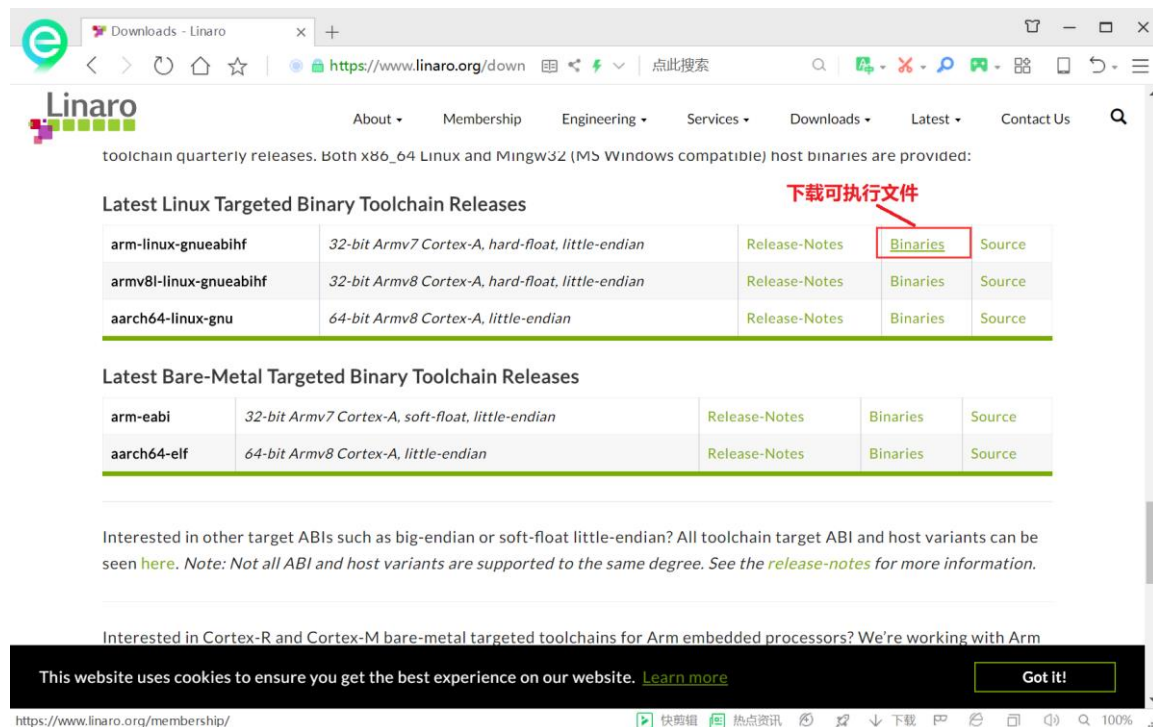 Downloads - Linaro
https://www.linaro.org/down
点此搜索
Linaro
About Membership Engineering Services Downloads Latest Contact Us
toolchain quarterly releases. Both x86_64 Linux and Mingw32 (MS Windows compatible) host binaries are provided:
下载可执行文件
Latest Linux Targeted Binary Toolchain Releases
arm-linux-gnueabihf 32-bit Armv7 Cortex-A, hard-float, little-endian Release-Notes Binaries Source
armv8l-linux-gnueabihf 32-bit Armv8 Cortex-A, hard-float, little-endian Release-Notes Binaries Source
aarch64-linux-gnu 64-bit Armv8 Cortex-A, little-endian Release-Notes Binaries Source
Latest Bare-Metal Targeted Binary Toolchain Releases
arm-eabi 32-bit Armv7 Cortex-A, soft-float, little-endian Release-Notes Binaries Source
aarch64-elf 64-bit Armv8 Cortex-A, little-endian Release-Notes Binaries Source
Interested in other target ABIs such as big-endian or soft-float little-endian? All toolchain target ABI and host variants can be
seen here. Note: Not all ABI and host variants are supported to the same degree. See the release-notes for more information.
Interested in Cortex-R and Cortex-M bare-metal targeted toolchains for Arm embedded processors? We're working with Arm
This website uses cookies to ensure you get the best experience on our website. Learn more Got it!
https://www.linaro.org/membership/ 快剪辑 热点资讯 下载 100%